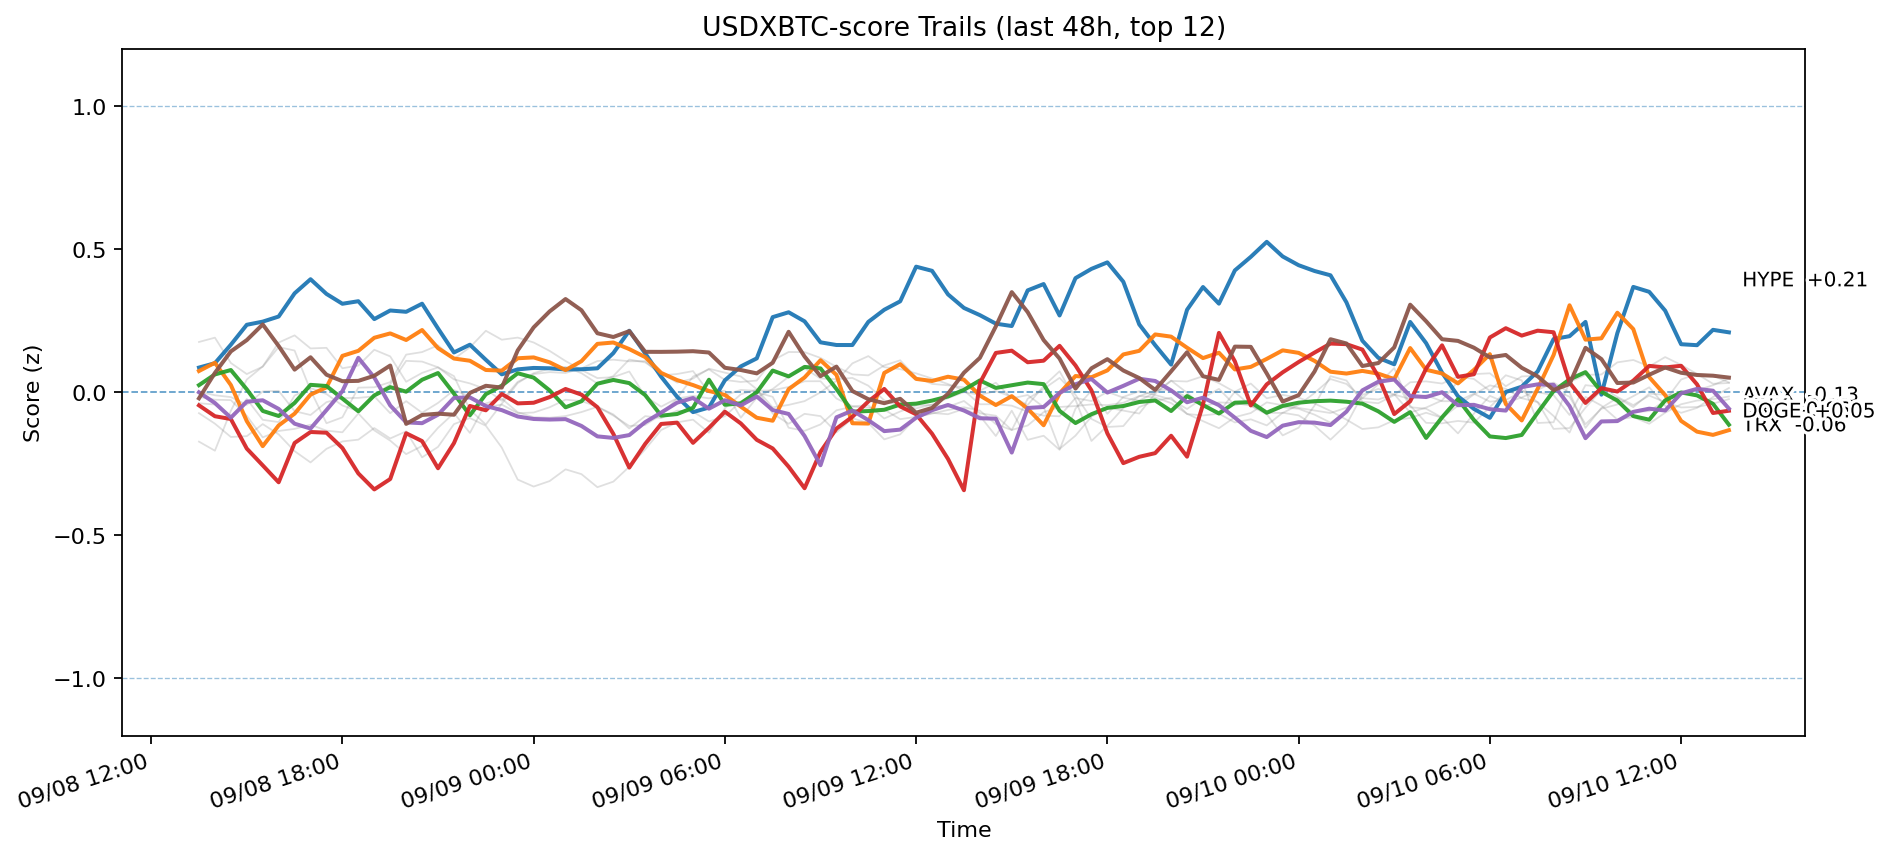 USDXBTC-score Trails (last 48h, top 12)
1.0
0.5
0.0
−0.5
−1.0
Score (z)
HYPE +0.21
AVAX -0.13
DOGE +0.05
TRX -0.06
09/08 12:00
09/08 18:00
09/09 00:00
09/09 06:00
09/09 12:00
09/09 18:00
09/10 00:00
09/10 06:00
09/10 12:00
Time